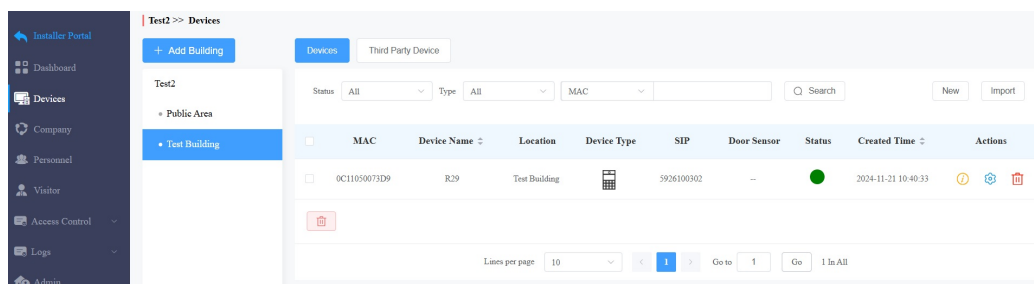 Test2 >> Devices
Installer Portal
Dashboard
Devices
Company
Personnel
Visitor
Access Control
Logs
Admin
+ Add Building
Test2
Public Area
Test Building
Devices Third Party Device
Status All Type All MAC Search New Import
MAC Device Name Location Device Type SIP Door Sensor Status Created Time Actions
0C11050073D9 R29 Test Building 5926100302 -- 2024-11-21 10:40:33
Lines per page 10 < 1 > Go to 1 Go 1 In All